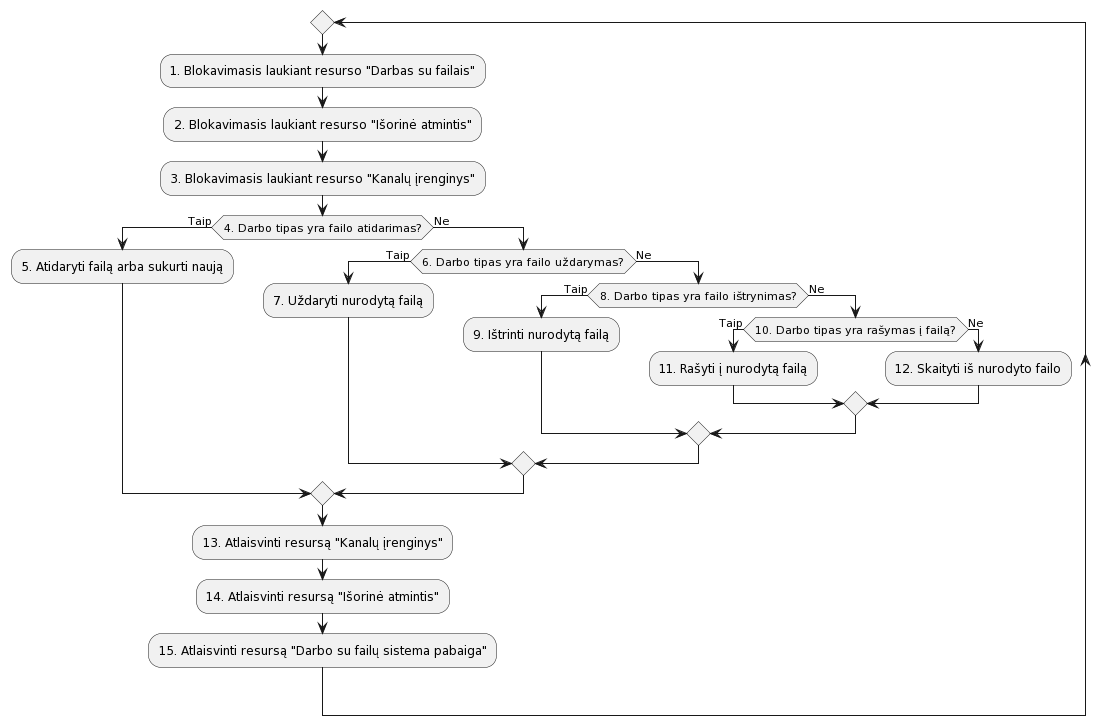 1. Blokavimasis laukiant resurso "Darbas su failais"
2. Blokavimasis laukiant resurso "Išorinė atmintis"
3. Blokavimasis laukiant resurso "Kanalų įrenginys"
Taip
4. Darbo tipas yra failo atidarimas?
Ne
5. Atidaryti failą arba sukurti naują
Taip
6. Darbo tipas yra failo uždarymas?
Ne
7. Uždaryti nurodytą failą
Taip
8. Darbo tipas yra failo ištrynimas?
Ne
9. Ištrinti nurodytą failą
Taip
10. Darbo tipas yra rašymas į failą?
Ne
11. Rašyti į nurodytą failą
12. Skaityti iš nurodyto failo
13. Atlaisvinti resursą "Kanalų įrenginys"
14. Atlaisvinti resursą "Išorinė atmintis"
15. Atlaisvinti resursą "Darbo su failų sistema pabaiga"